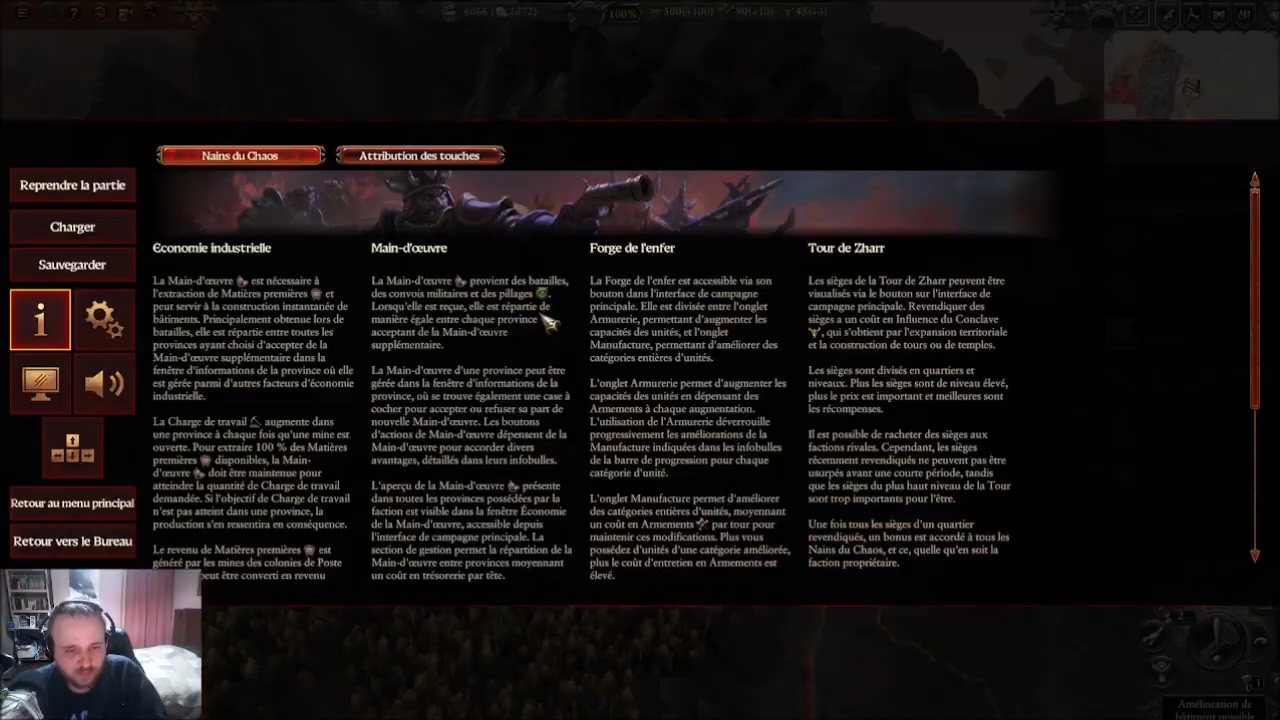 6066
100%
Nains du Chaos
Attribution des touches
Reprendre la partie
Charger
Sauvegarder
Retour au menu principal
Retour vers le Bureau
Économie industrielle
La Main-d'œuvre est nécessaire à
l'extraction de Matières premières et
peut servir à la construction instantanée de
bâtiments. Principalement obtenue lors de
batailles, elle est répartie entre toutes les
provinces ayant choisi d'accepter de la
Main-d'œuvre supplémentaire dans la
fenêtre d'informations de la province où elle
est gérée parmi d'autres facteurs d'économie
industrielle.
La Charge de travail augmente dans
une province à chaque fois qu'une mine est
ouverte. Pour extraire 100 % des Matières
premières disponibles, la Main-
d'œuvre doit être maintenue pour
atteindre la quantité de Charge de travail
demandée. Si l'objectif de Charge de travail
n'est pas atteint dans une province, la
production s'en ressentira en conséquence.
Le revenu de Matières premières est
généré par les mines des colonies de Poste
peut être converti en revenu
Main-d'œuvre
La Main-d'œuvre provient des batailles,
des convois militaires et des pillages.
Lorsqu'elle est reçue, elle est répartie de
manière égale entre chaque province
acceptant de la Main-d'œuvre
supplémentaire.
La Main-d'œuvre d'une province peut être
gérée dans la fenêtre d'informations de la
province, où se trouve également une case à
cocher pour accepter ou refuser sa part de
nouvelle Main-d'œuvre. Les boutons
d'actions de Main-d'œuvre dépensent de la
Main-d'œuvre pour accorder divers
avantages, détaillés dans leurs infobulles.
L'aperçu de la Main-d'œuvre présente
dans toutes les provinces possédées par la
faction est visible dans la fenêtre Économie
de la Main-d'œuvre, accessible depuis
l'interface de campagne principale. La
section de gestion permet la répartition de la
Main-d'œuvre entre provinces moyennant
un coût en trésorerie par tête.
Forge de l'enfer
La Forge de l'enfer est accessible via son
bouton dans l'interface de campagne
principale. Elle est divisée entre l'onglet
Armurerie, permettant d'augmenter les
capacités des unités, et l'onglet
Manufacture, permettant d'améliorer des
catégories entières d'unités.
L'onglet Armurerie permet d'augmenter les
capacités des unités en dépensant des
Armements à chaque augmentation.
L'utilisation de l'Armurerie déverrouille
progressivement les améliorations de la
Manufacture indiquées dans les infobulles
de la barre de progression pour chaque
catégorie d'unité.
L'onglet Manufacture permet d'améliorer
des catégories entières d'unités, moyennant
un coût en Armements par tour pour
maintenir ces modifications. Plus vous
possédez d'unités d'une catégorie améliorée,
plus le coût d'entretien en Armements est
élevé.
Tour de Zharr
Les sièges de la Tour de Zharr peuvent être
visualisés via le bouton sur l'interface de
campagne principale. Revendiquer des
sièges a un coût en Influence du Conclave
, qui s'obtient par l'expansion territoriale
et la construction de tours ou de temples.
Les sièges sont divisés en quartiers et
niveaux. Plus les sièges sont de niveau élevé,
plus le prix est important et meilleures sont
les récompenses.
Il est possible de racheter des sièges aux
factions rivales. Cependant, les sièges
récemment revendiqués ne peuvent pas être
usurpés avant une courte période, tandis
que les sièges du plus haut niveau de la Tour
sont trop importants pour l'être.
Une fois tous les sièges d'un quartier
revendiqués, un bonus est accordé à tous les
Nains du Chaos, et ce, quelle qu'en soit la
faction propriétaire.
Amélioration de
bâtiment possible